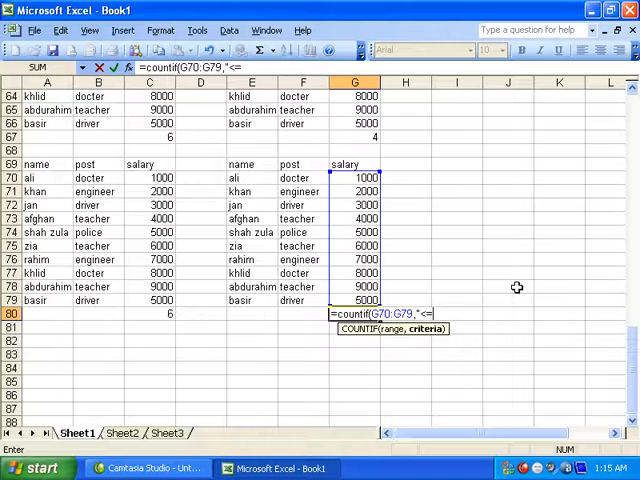 Microsoft Excel - Book1
File Edit View Insert Format Tools Data Window Help Type a question for help
Arial 10 B I U
SUM =countif(G70:G79,"<=
A B C D E F G H I J K L
64 khlid docter 8000 khlid docter 8000
65 abdurahim teacher 9000 abdurahim teacher 9000
66 basir driver 5000 basir driver 5000
67 6 4
68
69 name post salary name post salary
70 ali docter 1000 ali docter 1000
71 khan engineer 2000 khan engineer 2000
72 jan driver 3000 jan driver 3000
73 afghan teacher 4000 afghan teacher 4000
74 shah zula police 5000 shah zula police 5000
75 zia teacher 6000 zia teacher 6000
76 rahim engineer 7000 rahim engineer 7000
77 khlid docter 8000 khlid docter 8000
78 abdurahim teacher 9000 abdurahim teacher 9000
79 basir driver 5000 basir driver 5000
80 6 =countif(G70:G79,"<=
81 COUNTIF(range, criteria)
82
83
84
85
86
87
88
Sheet1 Sheet2 Sheet3
Enter NUM
start Camtasia Studio - Unt... Microsoft Excel - Book1 1:15 AM